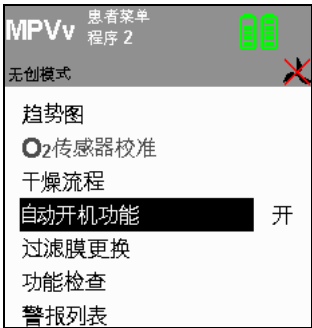 MPVv 患者菜单
程序 2
无创模式
趋势图
O2传感器校准
干燥流程
自动开机功能 开
过滤膜更换
功能检查
警报列表